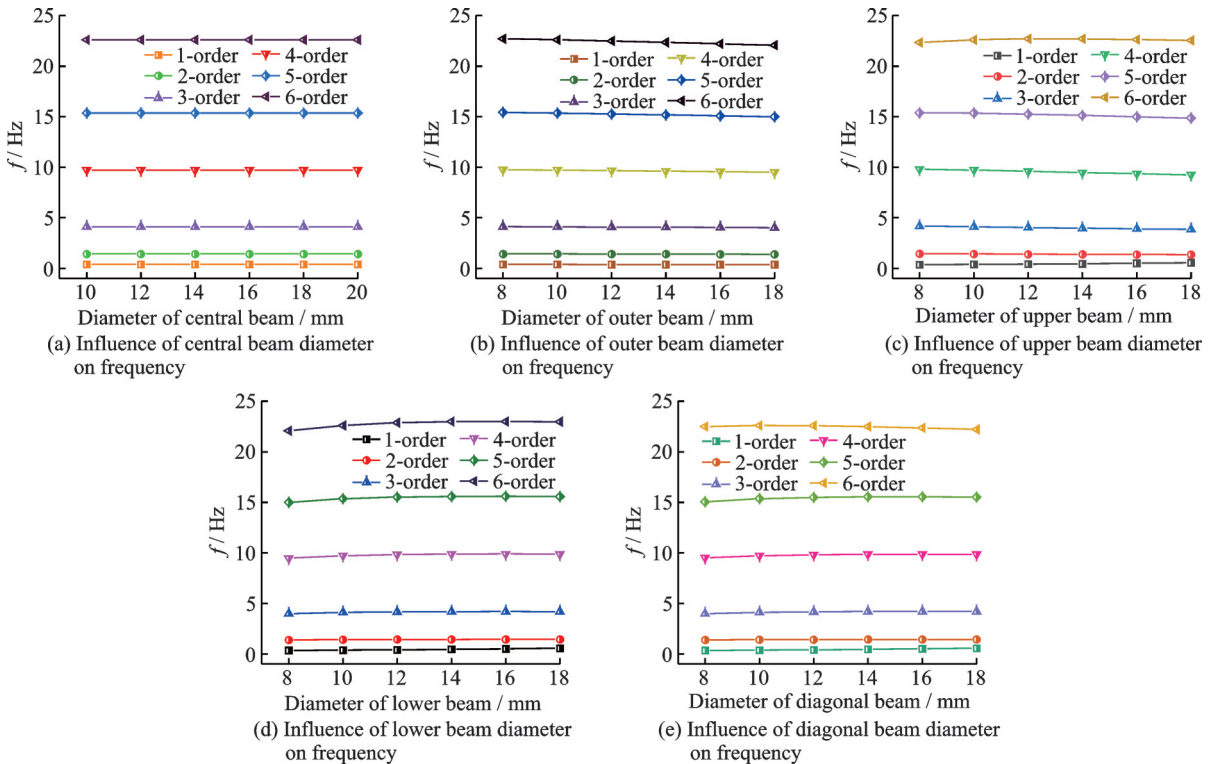 25
20
15
10
5
0
f / Hz
1-order 4-order
2-order 5-order
3-order 6-order
10 12 14 16 18 20
Diameter of central beam / mm
(a) Influence of central beam diameter
on frequency
25
20
15
10
5
0
f / Hz
1-order 4-order
2-order 5-order
3-order 6-order
8 10 12 14 16 18
Diameter of outer beam / mm
(b) Influence of outer beam diameter
on frequency
25
20
15
10
5
0
f / Hz
1-order 4-order
2-order 5-order
3-order 6-order
8 10 12 14 16 18
Diameter of upper beam / mm
(c) Influence of upper beam diameter
on frequency
25
20
15
10
5
0
f / Hz
1-order 4-order
2-order 5-order
3-order 6-order
8 10 12 14 16 18
Diameter of lower beam / mm
(d) Influence of lower beam diameter
on frequency
25
20
15
10
5
0
f / Hz
1-order 4-order
2-order 5-order
3-order 6-order
8 10 12 14 16 18
Diameter of diagonal beam / mm
(e) Influence of diagonal beam diameter
on frequency